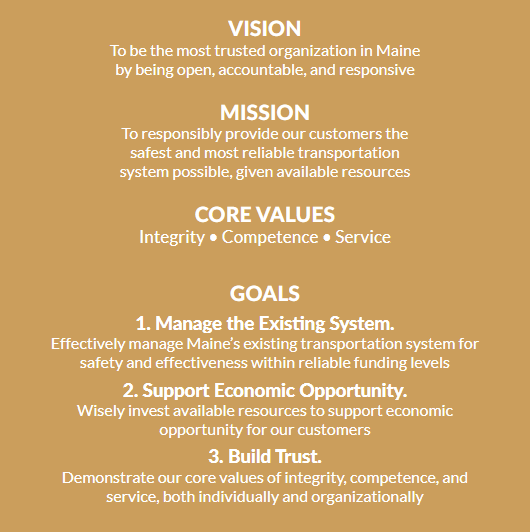 VISION
To be the most trusted organization in Maine
by being open, accountable, and responsive
MISSION
To responsibly provide our customers the
safest and most reliable transportation
system possible, given available resources
CORE VALUES
Integrity • Competence • Service
GOALS
1. Manage the Existing System.
Effectively manage Maine's existing transportation system for
safety and effectiveness within reliable funding levels
2. Support Economic Opportunity.
Wisely invest available resources to support economic
opportunity for our customers
3. Build Trust.
Demonstrate our core values of integrity, competence, and
service, both individually and organizationally